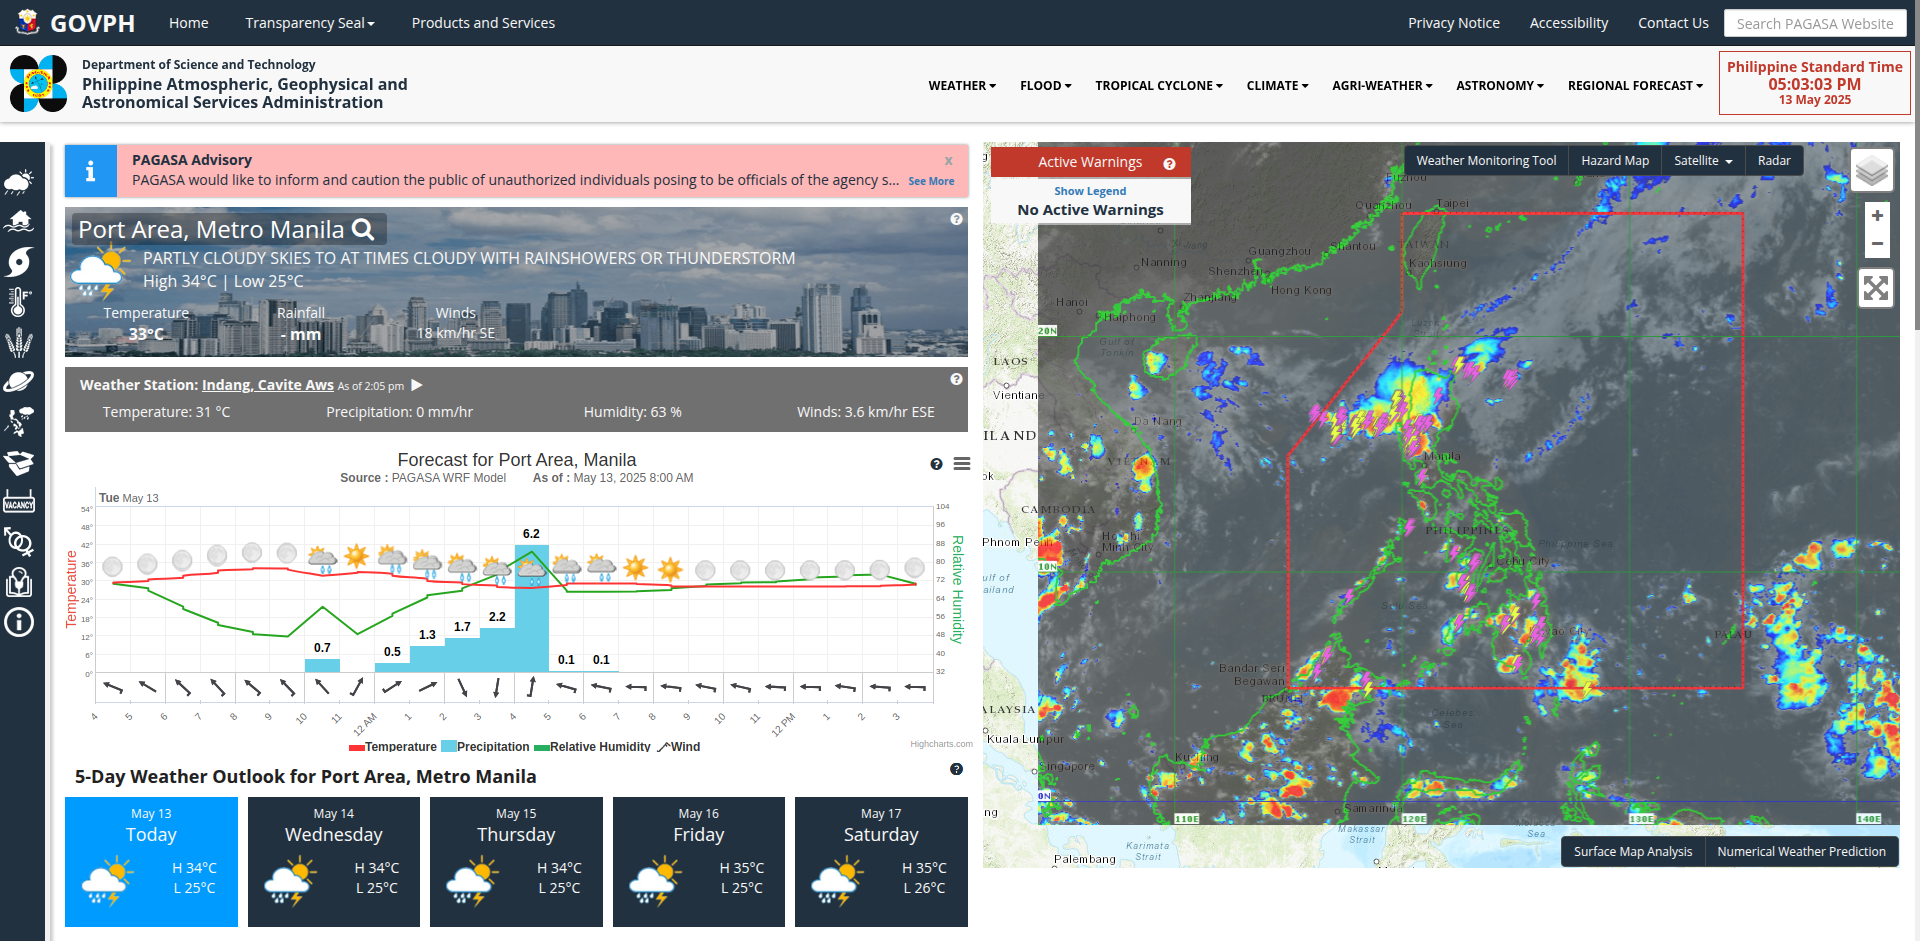 GOVPH
Home
Transparency Seal
Products and Services
Privacy Notice
Accessibility
Contact Us
Search PAGASA Website
Department of Science and Technology
Philippine Atmospheric, Geophysical and
Astronomical Services Administration
WEATHER
FLOOD
TROPICAL CYCLONE
CLIMATE
AGRI-WEATHER
ASTRONOMY
REGIONAL FORECAST
Philippine Standard Time
05:03:03 PM
13 May 2025
VACANCY
PAGASA Advisory
x
PAGASA would like to inform and caution the public of unauthorized individuals posing to be officials of the agency s... See More
Port Area, Metro Manila
PARTLY CLOUDY SKIES TO AT TIMES CLOUDY WITH RAINSHOWERS OR THUNDERSTORM
High 34°C | Low 25°C
Temperature
33°C
Rainfall
- mm
Winds
18 km/hr SE
Weather Station: Indang, Cavite Aws As of 2:05 pm
Temperature: 31 °C
Precipitation: 0 mm/hr
Humidity: 63 %
Winds: 3.6 km/hr ESE
Forecast for Port Area, Manila
Source : PAGASA WRF Model As of : May 13, 2025 8:00 AM
Tue May 13
Temperature
54°
48°
42°
36°
30°
24°
18°
12°
6°
0°
0.7
0.5
1.3
1.7
2.2
6.2
0.1
0.1
104
96
88
80
72
64
56
48
40
32
Relative Humidity
4 5 6 7 8 9 10 11 12 AM 1 2 3 4 5 6 7 8 9 10 11 12 PM 1 2 3
Temperature Precipitation Relative Humidity Wind
Highcharts.com
5-Day Weather Outlook for Port Area, Metro Manila
May 13
Today
H 34°C
L 25°C
May 14
Wednesday
H 34°C
L 25°C
May 15
Thursday
H 34°C
L 25°C
May 16
Friday
H 35°C
L 25°C
May 17
Saturday
H 35°C
L 26°C
Active Warnings
Show Legend
No Active Warnings
Weather Monitoring Tool
Hazard Map
Satellite
Radar
+
−
Fuzhou
Quanzhou
Taipei
TAIWAN
Guangzhou
Shantou
Nanning
Shenzhen
Kaohsiung
Hong Kong
Zhanjiang
Hanoi
Haiphong
20N
Gulf of
Tonkin
LAOS
Vientiane
Da Nang
ILAND
VIETNAM
Manila
ok
CAMBODIA
PHILIPPINES
Phnom Penh
Ho Chi
Minh City
Philippine Sea
Cebu City
10N
ulf of
ailand
Davao City
PALAU
Bandar Seri
Begawan
BRUNEI
ALAYSIA
Celebes
Sea
Kuala Lumpur
Kuching
Singapore
0N
Samarinda
ng
110E
120E
130E
140E
Makassar
Strait
Karimata
Strait
Sea
Palembang
Surface Map Analysis
Numerical Weather Prediction